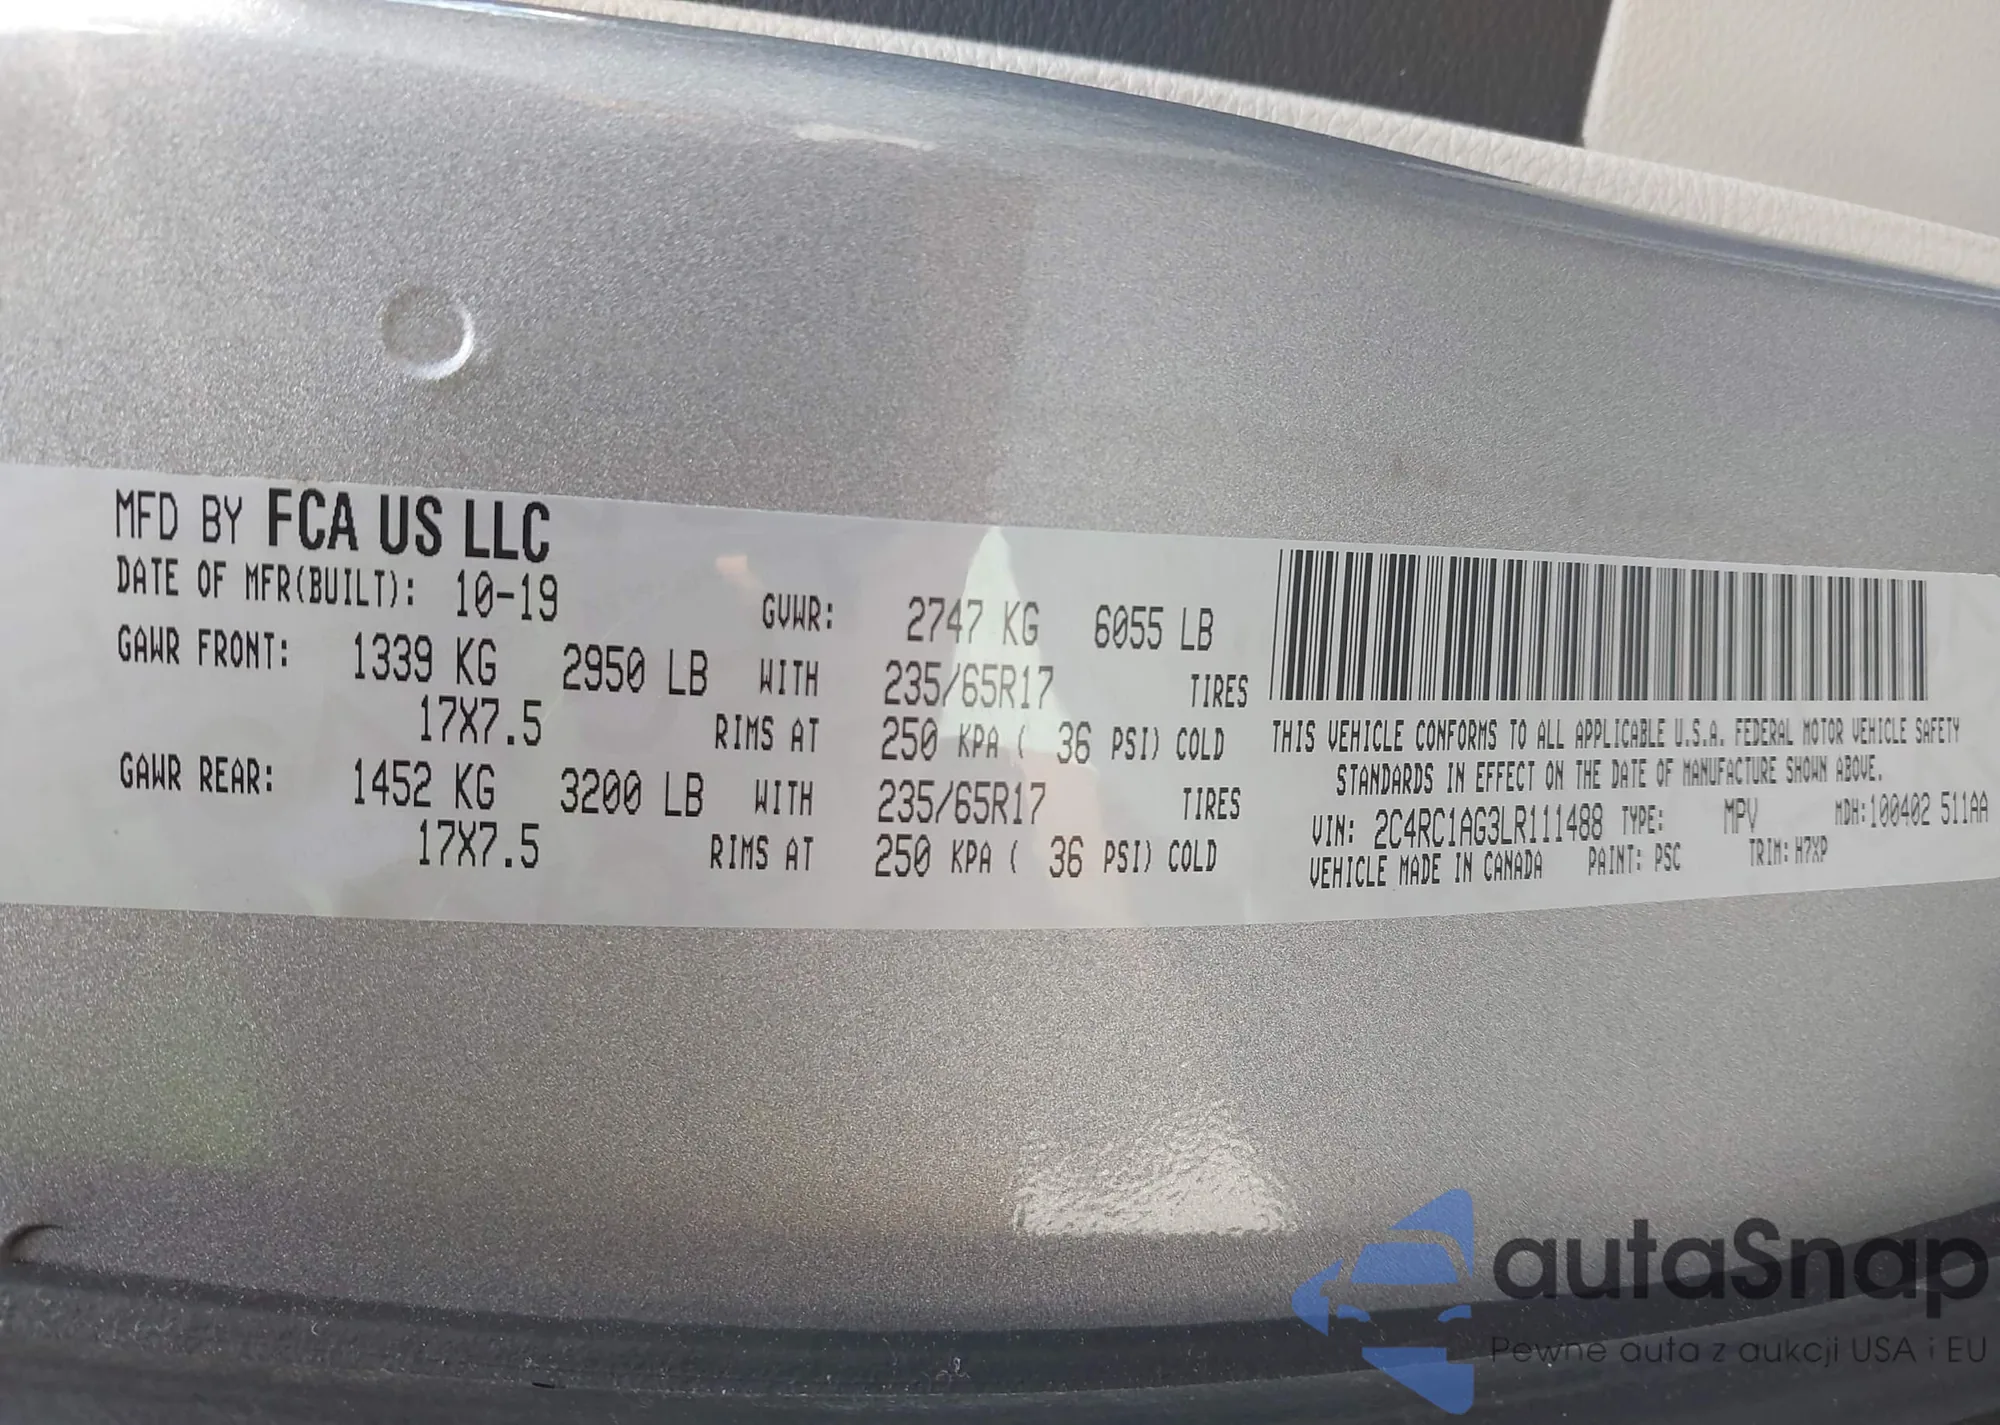 MFD BY FCA US LLC
DATE OF MFR(BUILT): 10-19 GVWR: 2747 KG 6055 LB
GAWR FRONT: 1339 KG 2950 LB WITH 235/65R17 TIRES
17X7.5 RIMS AT 250 KPA ( 36 PSI) COLD
GAWR REAR: 1452 KG 3200 LB WITH 235/65R17 TIRES
17X7.5 RIMS AT 250 KPA ( 36 PSI) COLD
THIS VEHICLE CONFORMS TO ALL APPLICABLE U.S.A. FEDERAL MOTOR VEHICLE SAFETY
STANDARDS IN EFFECT ON THE DATE OF MANUFACTURE SHOWN ABOVE.
VIN: 2C4RC1AG3LR111488 TYPE: MPV MDH:100402 511AA
VEHICLE MADE IN CANADA PAINT: PSC TRIM: H7XP
autaSnap
Pewne auta z aukcji USA i EU